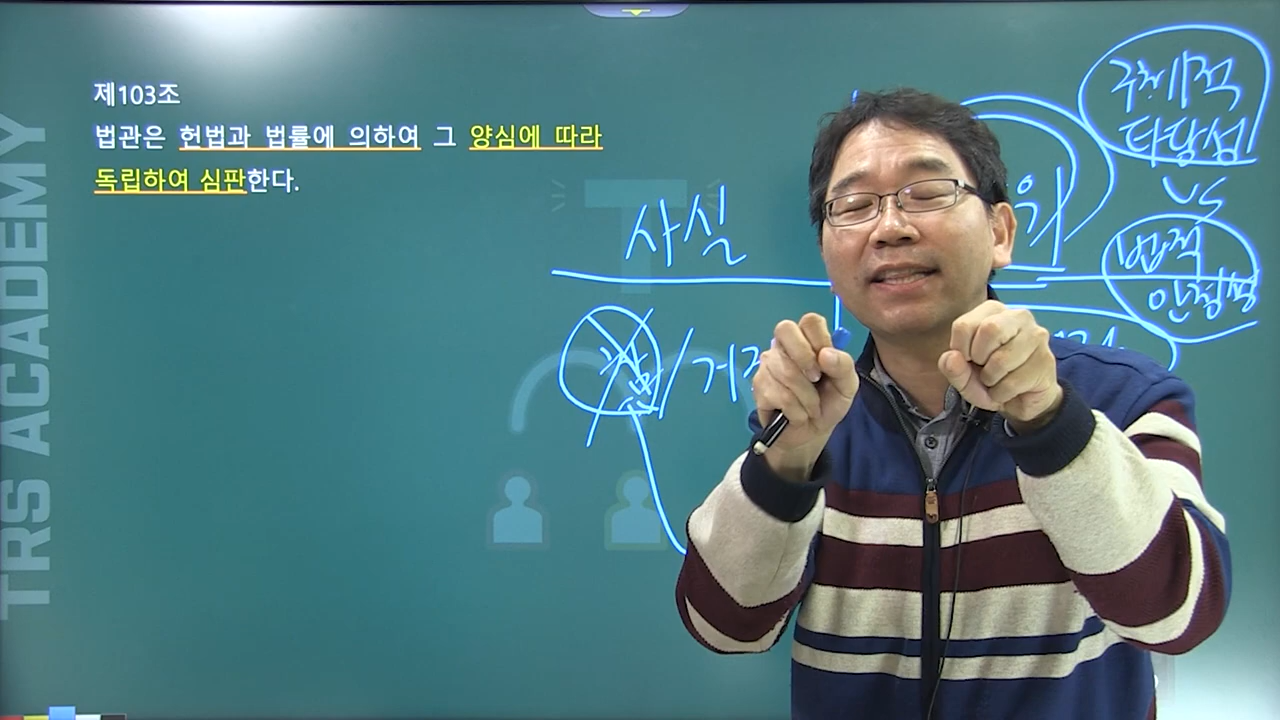 제103조
법관은 헌법과 법률에 의하여 그 양심에 따라
독립하여 심판한다.
TRS ACADEMY
사실
구체적
타당성
VS
법적
안정성